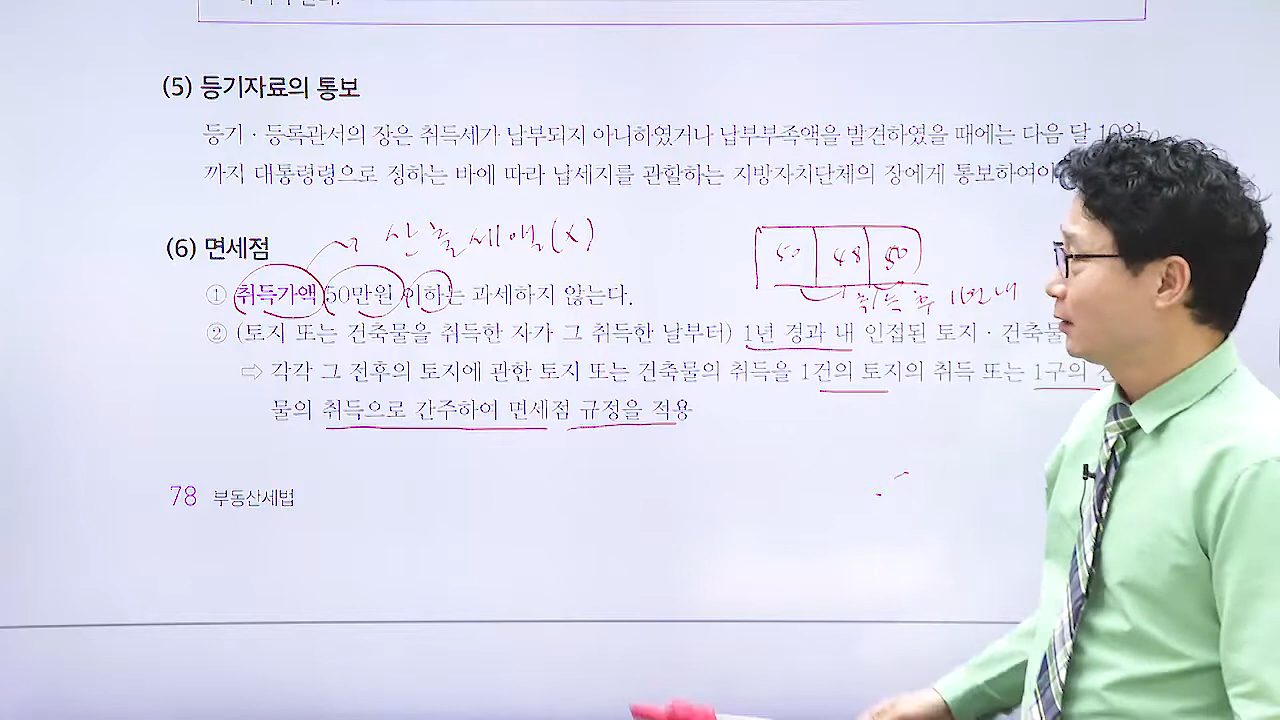 (5) 등기자료의 통보
등기 · 등록관서의 장은 취득세가 납부되지 아니하였거나 납부부족액을 발견하였을 때에는 다음 달 10일
까지 대통령령으로 정하는 바에 따라 납세지를 관할하는 지방자치단체의 장에게 통보하여야
산출세액(X)
50 48 50
(6) 면세점
① 취득가액 50만원 이하는 과세하지 않는다.
취득 후 1년내
② (토지 또는 건축물을 취득한 자가 그 취득한 날부터) 1년 경과 내 인접된 토지 · 건축물
⇨ 각각 그 전후의 토지에 관한 토지 또는 건축물의 취득을 1건의 토지의 취득 또는 1구의 건
물의 취득으로 간주하여 면세점 규정을 적용
78 부동산세법